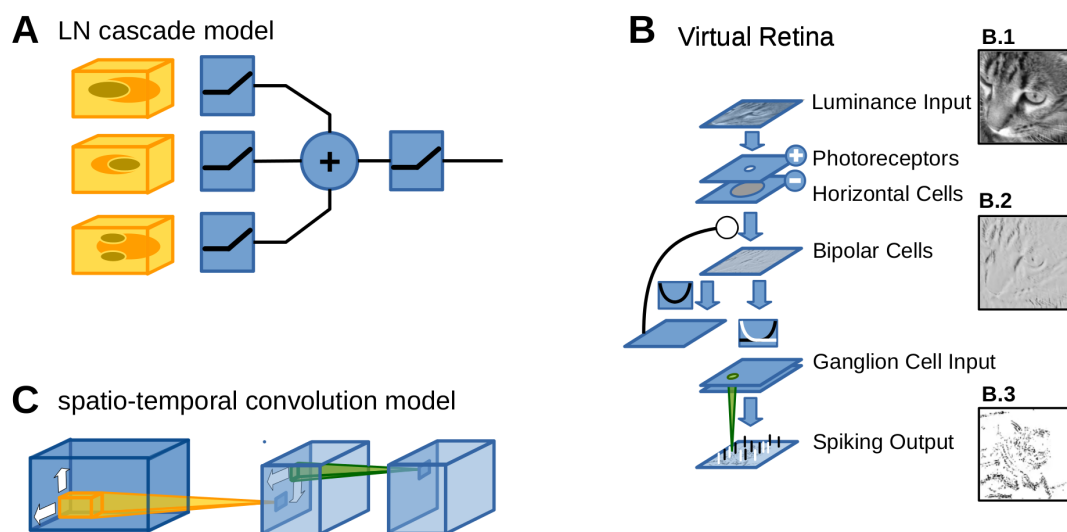 A LN cascade model
B Virtual Retina
B.1
Luminance Input
+ Photoreceptors
− Horizontal Cells
B.2
Bipolar Cells
Ganglion Cell Input
B.3
Spiking Output
+
C spatio-temporal convolution model